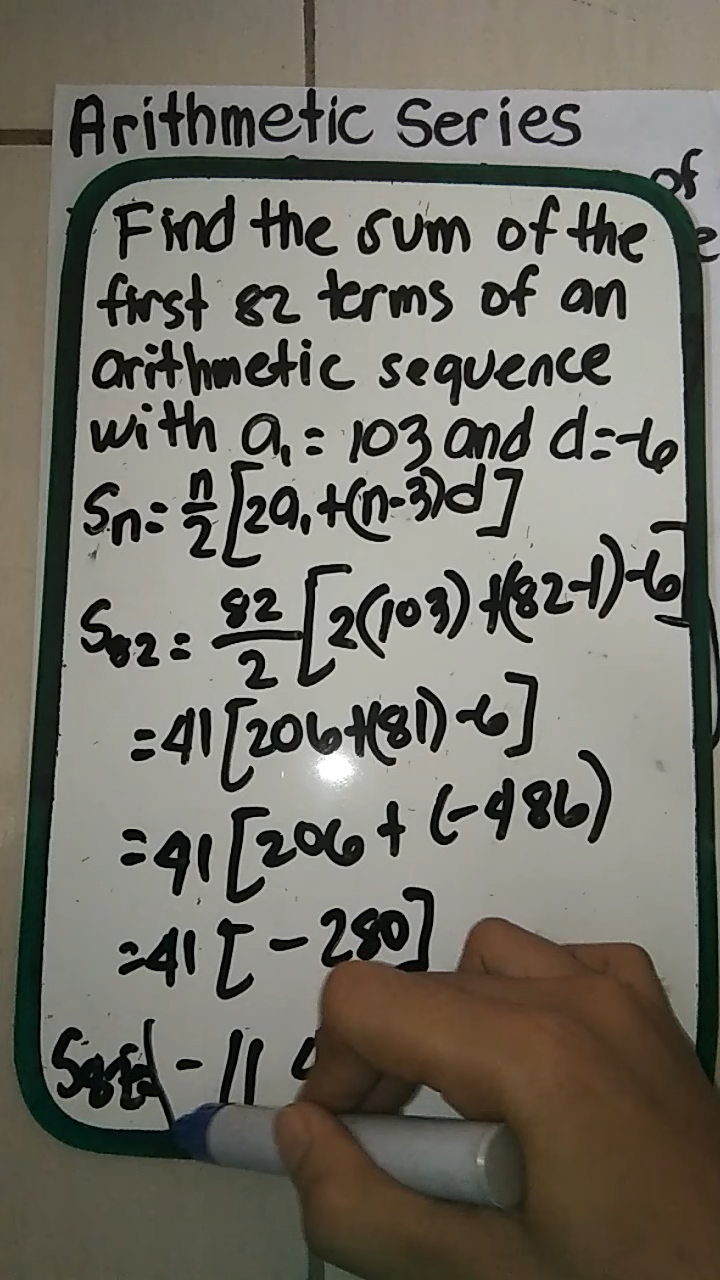 Arithmetic Series
of
Find the sum of the
first 82 terms of an
arithmetic sequence
with a₁ = 103 and d=-6
Sn= n/2 [2a₁+(n-3)d]
S82 = 82/2 [2(103)+(82-1)-6]
=41[206+(81)-6]
=41[206+(-486)
=41[-280]
-11